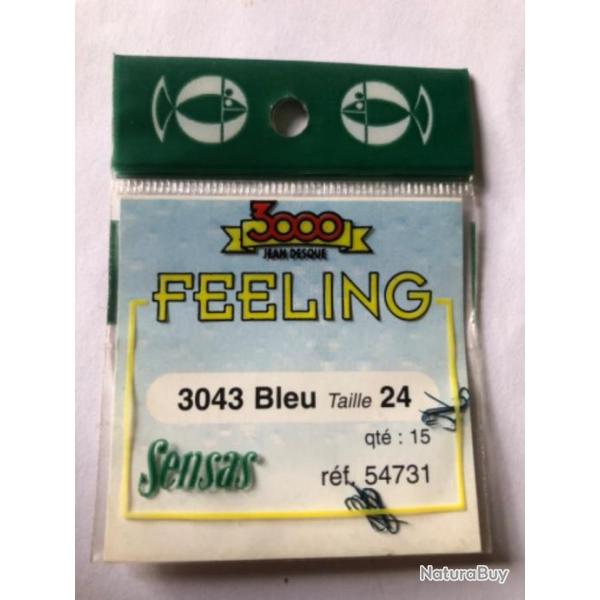 3000
JEAN DESQUE
FEELING
3043 Bleu Taille 24
qté : 15
Sensas
réf. 54731
NaturaBuy